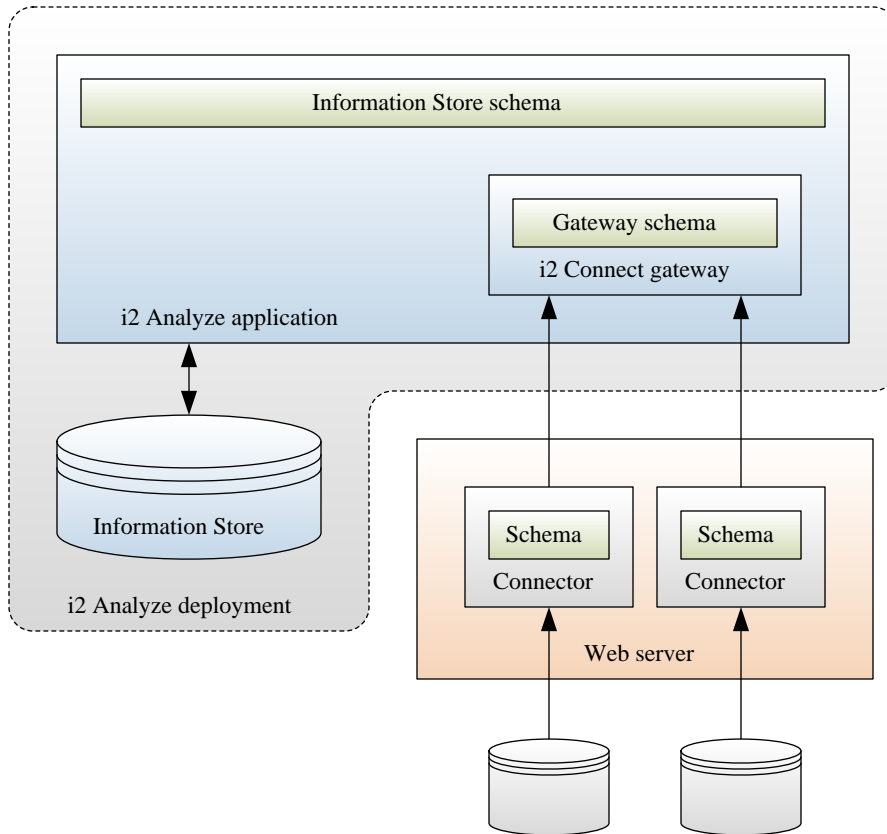 Information Store schema
Gateway schema
i2 Connect gateway
i2 Analyze application
Information Store
i2 Analyze deployment
Schema
Connector
Schema
Connector
Web server